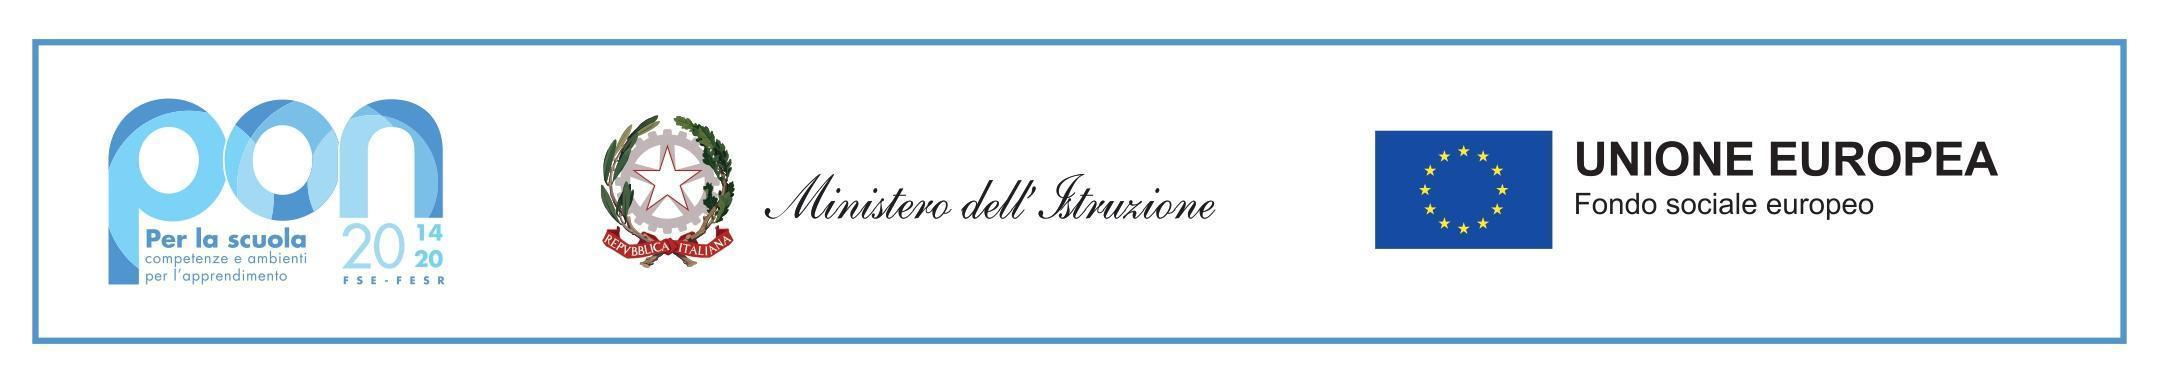 pon
Per la scuola
competenze e ambienti
per l'apprendimento
20 14
20
FSE-FESR
REPVBBLICA ITALIANA
Ministero dell'Istruzione
UNIONE EUROPEA
Fondo sociale europeo